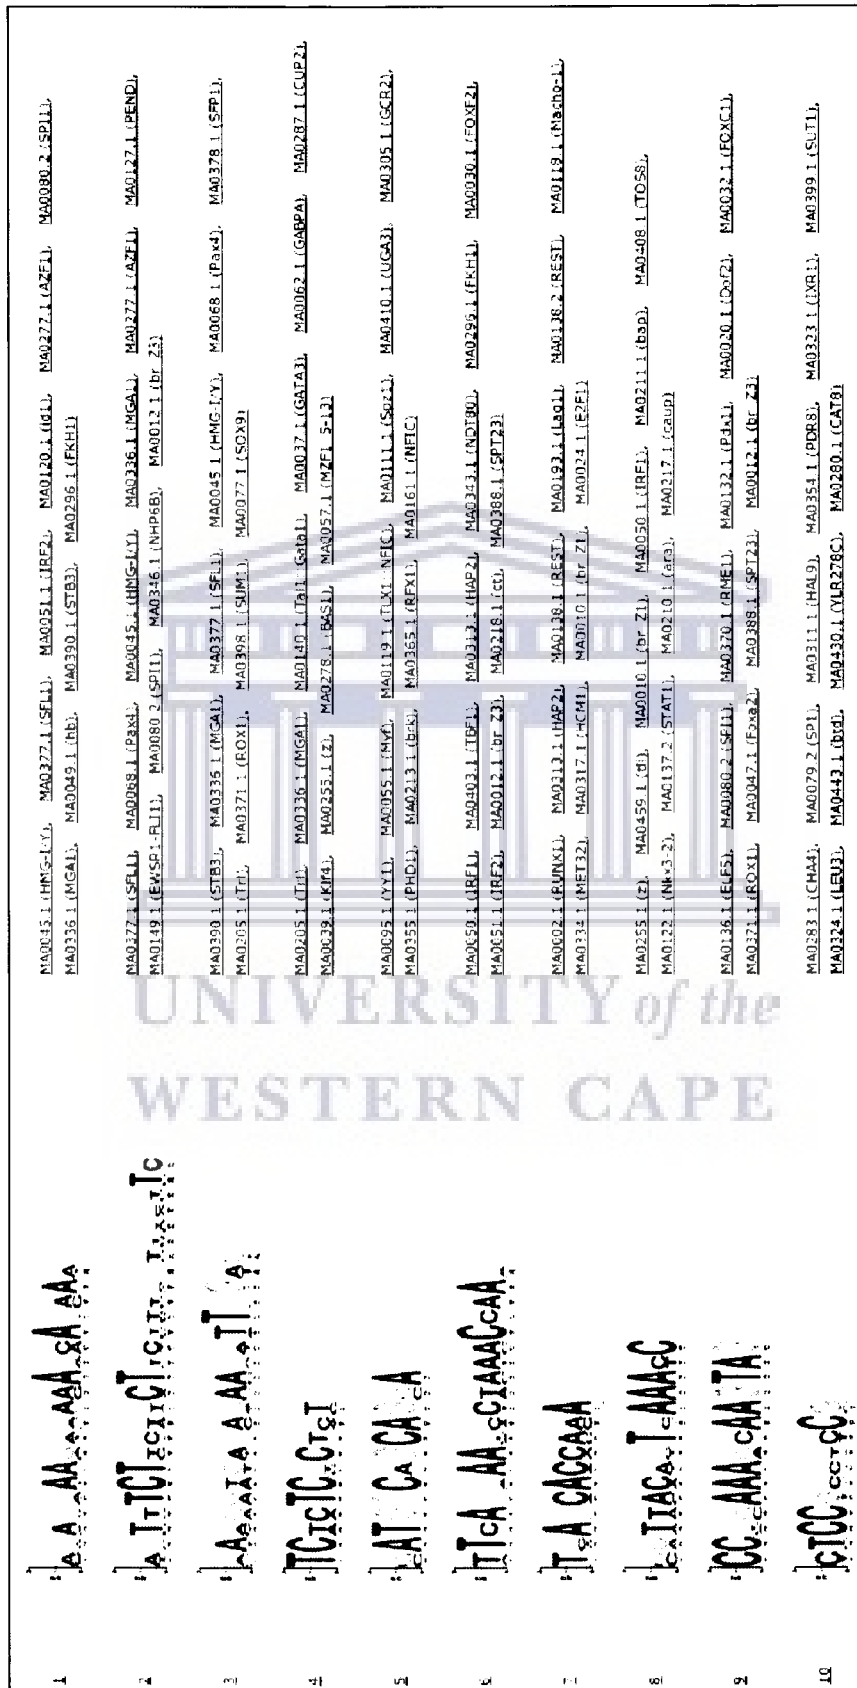 1
MA0045.1 (HMG-I/Y), MA0377.1 (SFL1), MA0051.1 (IRF2), MA0120.1 (id1), MA0277.1 (AZF1), MA0080.2 (SPI1),
MA0336.1 (MGA1), MA0049.1 (hb), MA0390.1 (STB3), MA0296.1 (FKH1)
2
MA0377.1 (SFL1), MA0068.1 (Pax4), MA0045.1 (HMG-I/Y), MA0336.1 (MGA1), MA0277.1 (AZF1), MA0127.1 (PEND),
MA0149.1 (EWSR1-FLI1), MA0080.2 (SPI1), MA0346.1 (NHP6B), MA0012.1 (br_Z3)
3
MA0390.1 (STB3), MA0336.1 (MGA1), MA0377.1 (SFL1), MA0045.1 (HMG-I/Y), MA0068.1 (Pax4), MA0378.1 (SFP1),
MA0205.1 (Trl), MA0371.1 (ROX1), MA0398.1 (SUM1), MA0077.1 (SOX9)
4
MA0205.1 (Trl), MA0336.1 (MGA1), MA0140.1 (Tal1::Gata1), MA0037.1 (GATA3), MA0062.1 (GABPA), MA0287.1 (CUP2),
MA0039.1 (Klf4), MA0255.1 (z), MA0278.1 (BAS1), MA0057.1 (MZF1_5-13)
5
MA0095.1 (YY1), MA0055.1 (Myf), MA0119.1 (TLX1::NFIC), MA0111.1 (Spz1), MA0410.1 (UGA3), MA0305.1 (GCR2),
MA0355.1 (PHD1), MA0213.1 (brk), MA0365.1 (RFX1), MA0161.1 (NFIC)
6
MA0050.1 (IRF1), MA0403.1 (TBF1), MA0313.1 (HAP2), MA0343.1 (NDT80), MA0296.1 (FKH1), MA0030.1 (FOXF2),
MA0051.1 (IRF2), MA0012.1 (br_Z3), MA0218.1 (ct), MA0388.1 (SPT23)
7
MA0002.1 (RUNX1), MA0313.1 (HAP2), MA0138.1 (REST), MA0193.1 (Lag1), MA0138.2 (REST), MA0118.1 (Macho-1),
MA0334.1 (MET32), MA0317.1 (HCM1), MA0010.1 (br_Z1), MA0024.1 (E2F1)
8
MA0255.1 (z), MA0459.1 (tll), MA0010.1 (br_Z1), MA0050.1 (IRF1), MA0211.1 (bap), MA0408.1 (TOS8),
MA0122.1 (Nkx3-2), MA0137.2 (STAT1), MA0210.1 (ara), MA0217.1 (caup)
9
MA0136.1 (ELF5), MA0080.2 (SPI1), MA0370.1 (RME1), MA0132.1 (Pdx1), MA0020.1 (Dof2), MA0032.1 (FOXC1),
MA0371.1 (ROX1), MA0047.1 (Foxa2), MA0388.1 (SPT23), MA0012.1 (br_Z3)
10
MA0283.1 (CHA4), MA0079.2 (SP1), MA0311.1 (HAL9), MA0354.1 (PDR8), MA0323.1 (IXR1), MA0399.1 (SUT1),
MA0324.1 (LEU3), MA0443.1 (btd), MA0430.1 (YLR278C), MA0280.1 (CAT8)
UNIVERSITY of the
WESTERN CAPE